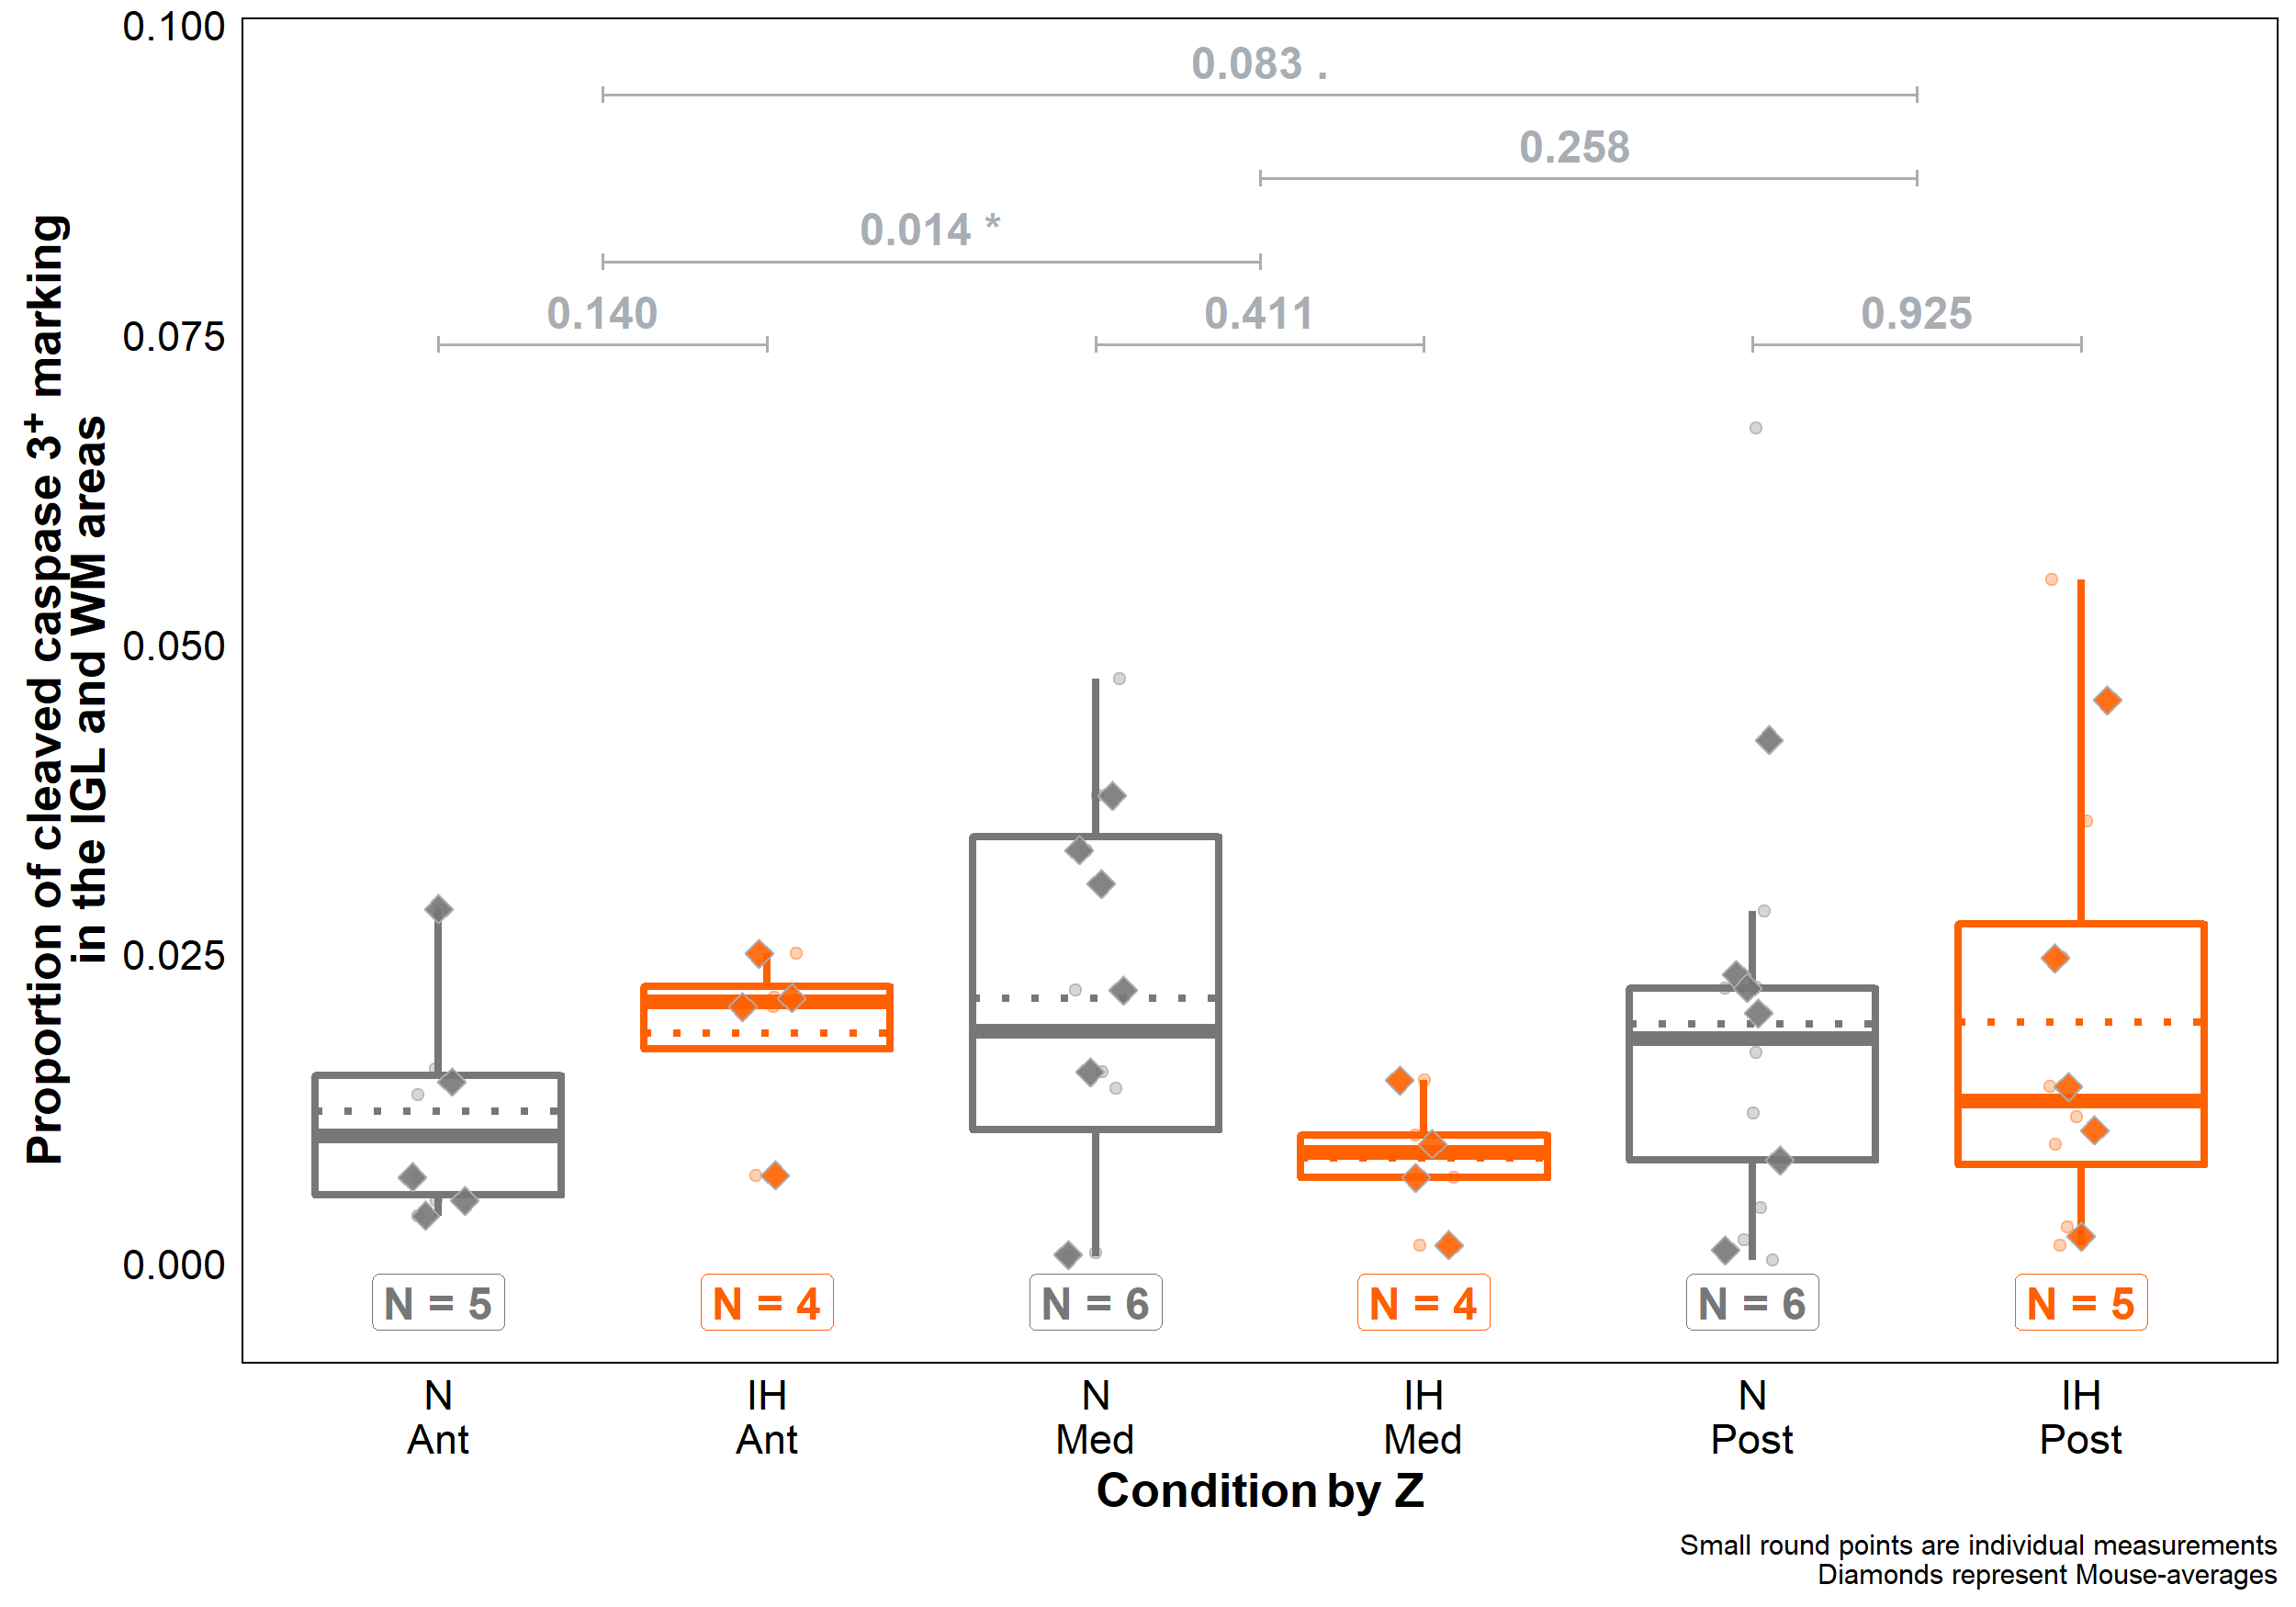 Proportion of cleaved caspase 3⁺ marking
in the IGL and WM areas
0.100
0.075
0.050
0.025
0.000
0.083 .
0.258
0.014 *
0.140
0.411
0.925
N = 5
N = 4
N = 6
N = 4
N = 6
N = 5
N
Ant
IH
Ant
N
Med
IH
Med
N
Post
IH
Post
Condition by Z
Small round points are individual measurements
Diamonds represent Mouse-averages